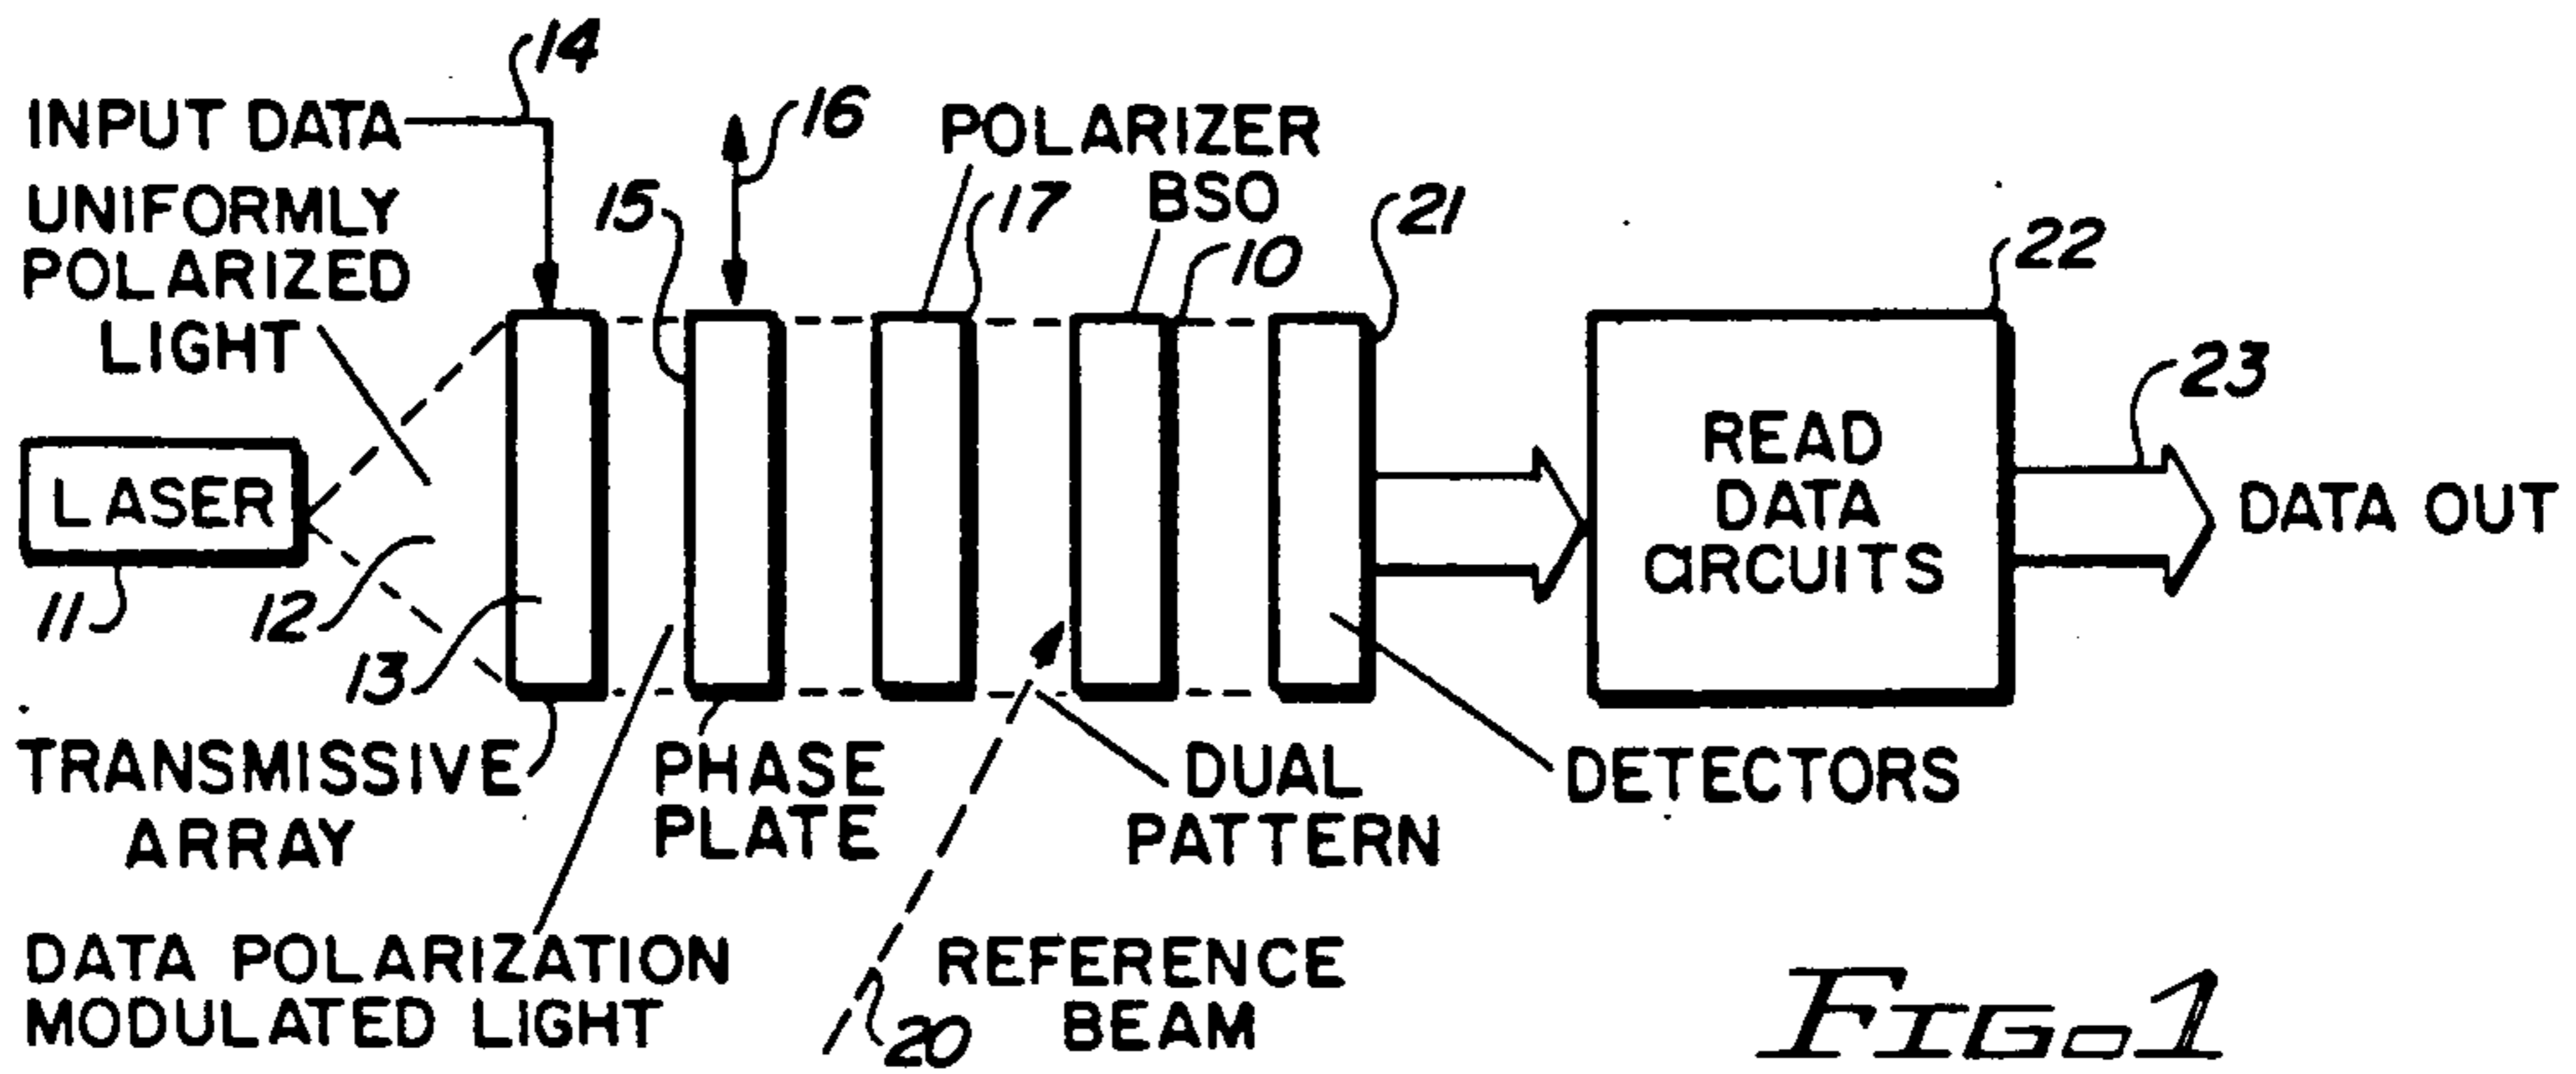 14
INPUT DATA
16
POLARIZER
UNIFORMLY
POLARIZED
LIGHT
15
17
BSO
10
21
22
23
LASER
READ
DATA
CIRCUITS
DATA OUT
11
12
13
TRANSMISSIVE
ARRAY
PHASE
PLATE
DUAL
PATTERN
DETECTORS
DATA POLARIZATION
MODULATED LIGHT
REFERENCE
BEAM
20
FIG. 1